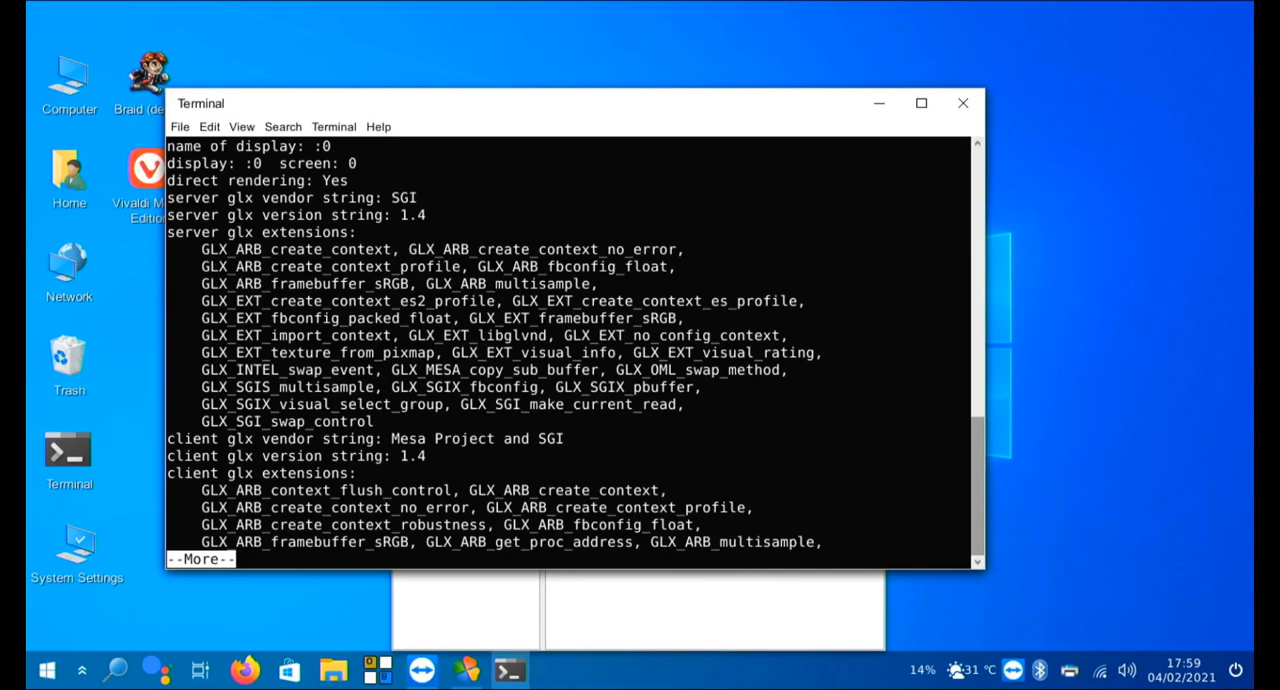 Computer
Braid (de
Home
Vivaldi M
Edition
Network
Trash
Terminal
System Settings
Terminal
File Edit View Search Terminal Help
name of display: :0
display: :0  screen: 0
direct rendering: Yes
server glx vendor string: SGI
server glx version string: 1.4
server glx extensions:
GLX_ARB_create_context, GLX_ARB_create_context_no_error,
GLX_ARB_create_context_profile, GLX_ARB_fbconfig_float,
GLX_ARB_framebuffer_sRGB, GLX_ARB_multisample,
GLX_EXT_create_context_es2_profile, GLX_EXT_create_context_es_profile,
GLX_EXT_fbconfig_packed_float, GLX_EXT_framebuffer_sRGB,
GLX_EXT_import_context, GLX_EXT_libglvnd, GLX_EXT_no_config_context,
GLX_EXT_texture_from_pixmap, GLX_EXT_visual_info, GLX_EXT_visual_rating,
GLX_INTEL_swap_event, GLX_MESA_copy_sub_buffer, GLX_OML_swap_method,
GLX_SGIS_multisample, GLX_SGIX_fbconfig, GLX_SGIX_pbuffer,
GLX_SGIX_visual_select_group, GLX_SGI_make_current_read,
GLX_SGI_swap_control
client glx vendor string: Mesa Project and SGI
client glx version string: 1.4
client glx extensions:
GLX_ARB_context_flush_control, GLX_ARB_create_context,
GLX_ARB_create_context_no_error, GLX_ARB_create_context_profile,
GLX_ARB_create_context_robustness, GLX_ARB_fbconfig_float,
GLX_ARB_framebuffer_sRGB, GLX_ARB_get_proc_address, GLX_ARB_multisample,
--More--
14% 31 °C
17:59
04/02/2021